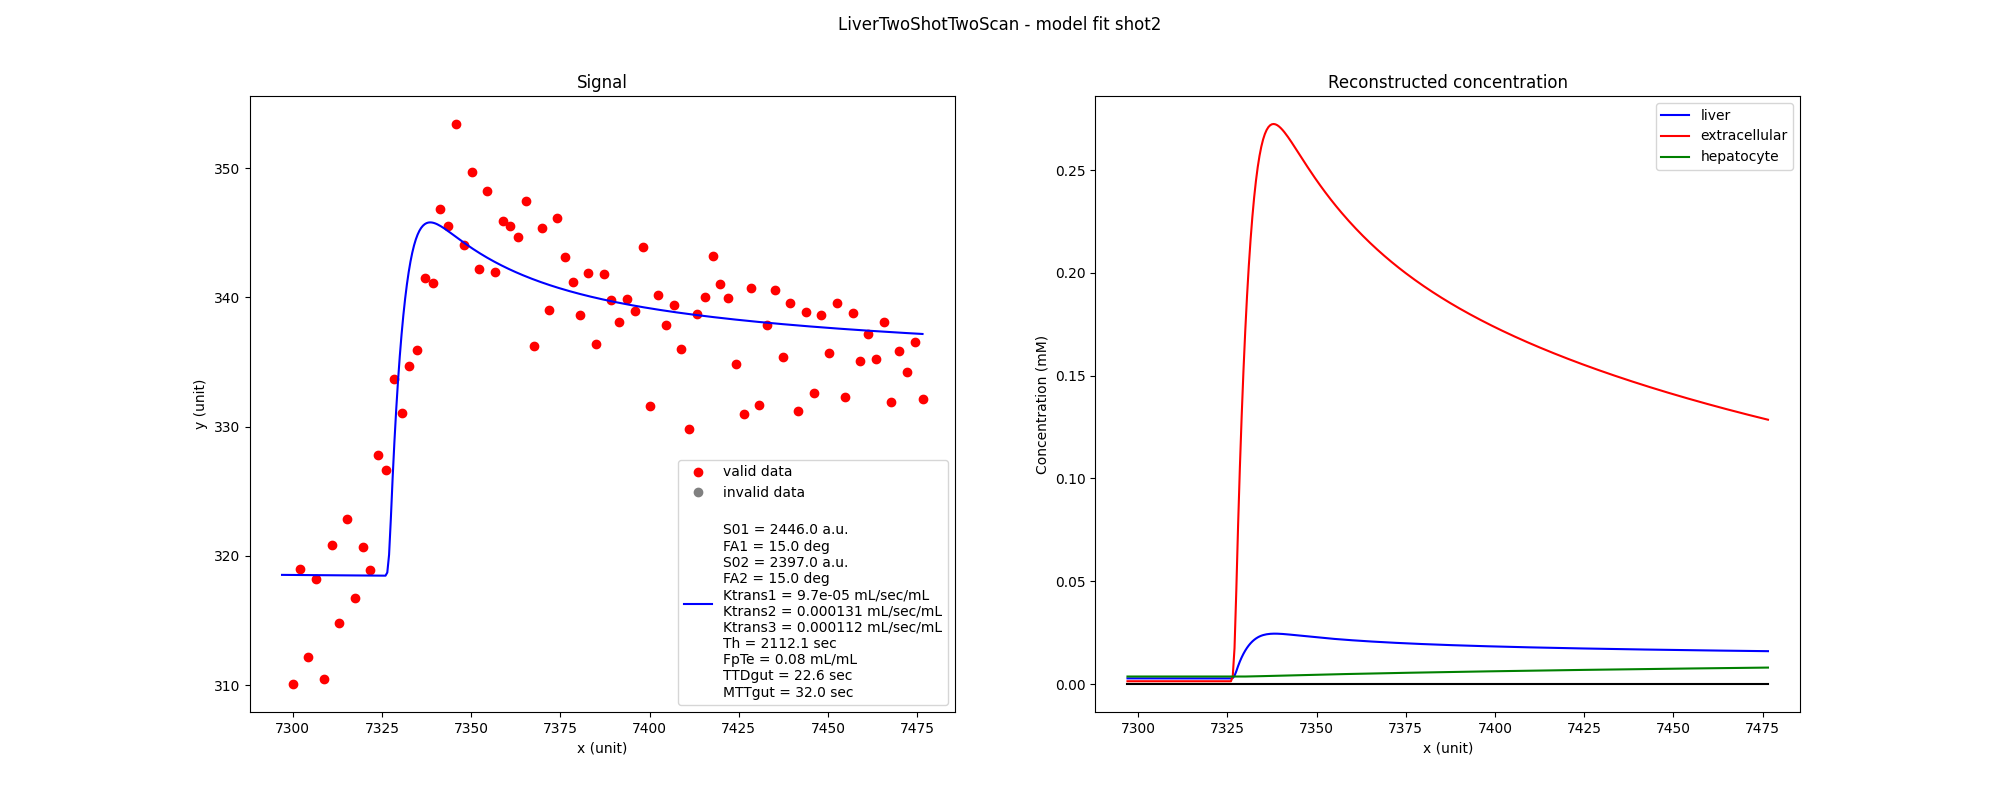 LiverTwoShotTwoScan - model fit shot2
Signal
y (unit)
350
340
330
320
310
valid data
invalid data
S01 = 2446.0 a.u.
FA1 = 15.0 deg
S02 = 2397.0 a.u.
FA2 = 15.0 deg
Ktrans1 = 9.7e-05 mL/sec/mL
Ktrans2 = 0.000131 mL/sec/mL
Ktrans3 = 0.000112 mL/sec/mL
Th = 2112.1 sec
FpTe = 0.08 mL/mL
TTDgut = 22.6 sec
MTTgut = 32.0 sec
7300 7325 7350 7375 7400 7425 7450 7475
x (unit)
Reconstructed concentration
Concentration (mM)
0.25
0.20
0.15
0.10
0.05
0.00
liver
extracellular
hepatocyte
7300 7325 7350 7375 7400 7425 7450 7475
x (unit)